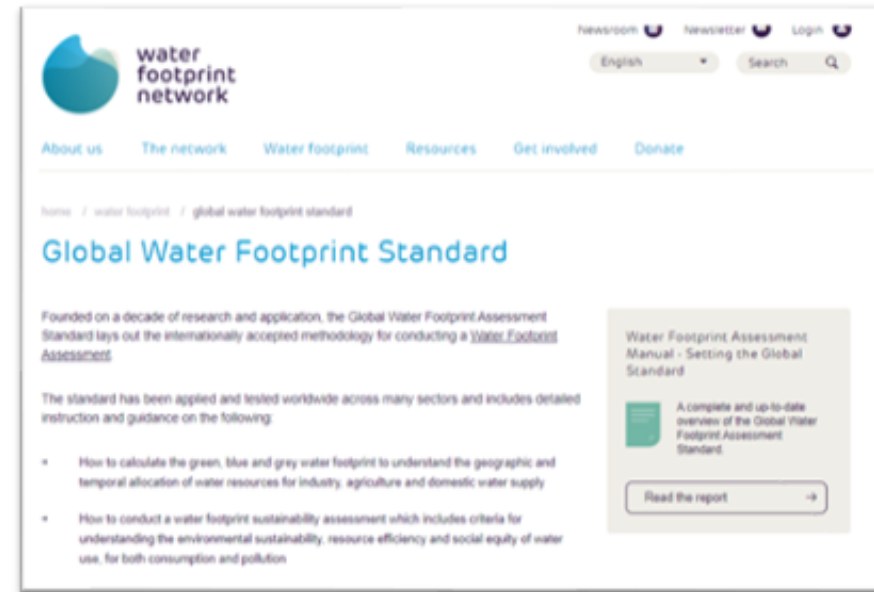 Newsroom Newsletter Login
water
footprint
network
English Search
About us The network Water footprint Resources Get involved Donate
home / water footprint / global water footprint standard
Global Water Footprint Standard
Founded on a decade of research and application, the Global Water Footprint Assessment
Standard lays out the internationally accepted methodology for conducting a Water Footprint
Assessment.
The standard has been applied and tested worldwide across many sectors and includes detailed
instruction and guidance on the following:
• How to calculate the green, blue and grey water footprint to understand the geographic and
temporal allocation of water resources for industry, agriculture and domestic water supply
• How to conduct a water footprint sustainability assessment which includes criteria for
understanding the environmental sustainability, resource efficiency and social equity of water
use, for both consumption and pollution
Water Footprint Assessment
Manual - Setting the Global
Standard
A complete and up-to-date
overview of the Global Water
Footprint Assessment
Standard.
Read the report →